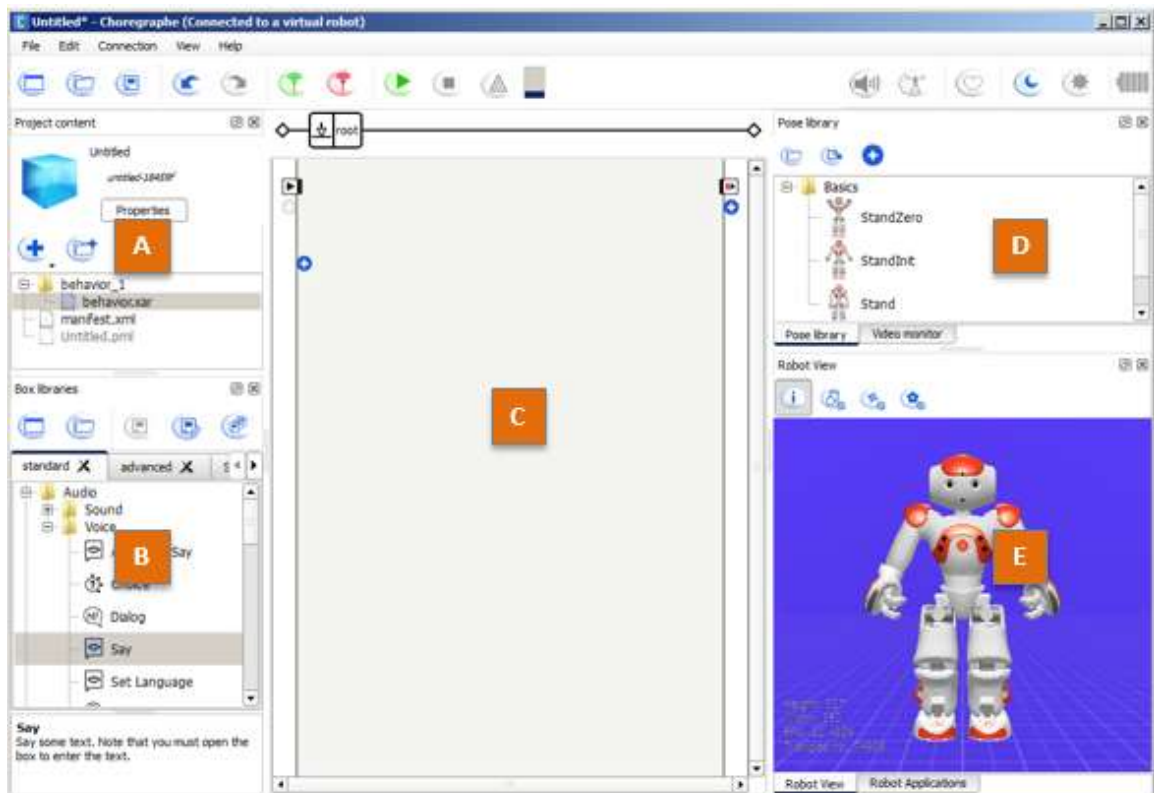 Untitled* - Choregraphe (Connected to a virtual robot)
File Edit Connection View Help
Project content
Untitled
Properties
A
behavior_1
behavior.xar
manifest.xml
Untitled.pml
Box libraries
standard advanced
Audio
Sound
Voice
Say
B
Dialog
Say
Set Language
Say
Say some text. Note that you must open the
box to enter the text.
root
C
Pose library
Basics
StandZero
StandInit
Stand
D
Pose library Video monitor
Robot View
E
Robot View Robot Applications